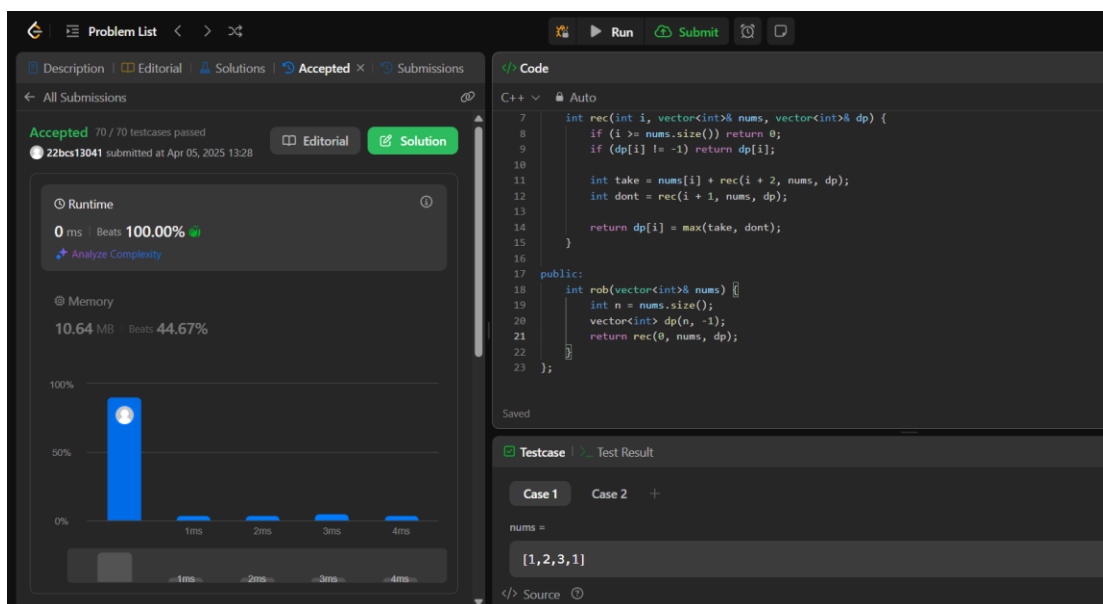 Problem List
Run
Submit
Description | Editorial | Solutions | Accepted × | Submissions
← All Submissions
Accepted 70 / 70 testcases passed
22bcs13041 submitted at Apr 05, 2025 13:28
Editorial
Solution
Runtime
0 ms | Beats 100.00%
Analyze Complexity
Memory
10.64 MB | Beats 44.67%
100%
50%
0%
1ms 2ms 3ms 4ms
1ms 2ms 3ms 4ms
</> Code
C++ Auto
7 int rec(int i, vector<int>& nums, vector<int>& dp) {
8 if (i >= nums.size()) return 0;
9 if (dp[i] != -1) return dp[i];
10
11 int take = nums[i] + rec(i + 2, nums, dp);
12 int dont = rec(i + 1, nums, dp);
13
14 return dp[i] = max(take, dont);
15 }
16
17 public:
18 int rob(vector<int>& nums) {
19 int n = nums.size();
20 vector<int> dp(n, -1);
21 return rec(0, nums, dp);
22 }
23 };
Saved
Testcase | >_ Test Result
Case 1 Case 2 +
nums =
[1,2,3,1]
</> Source